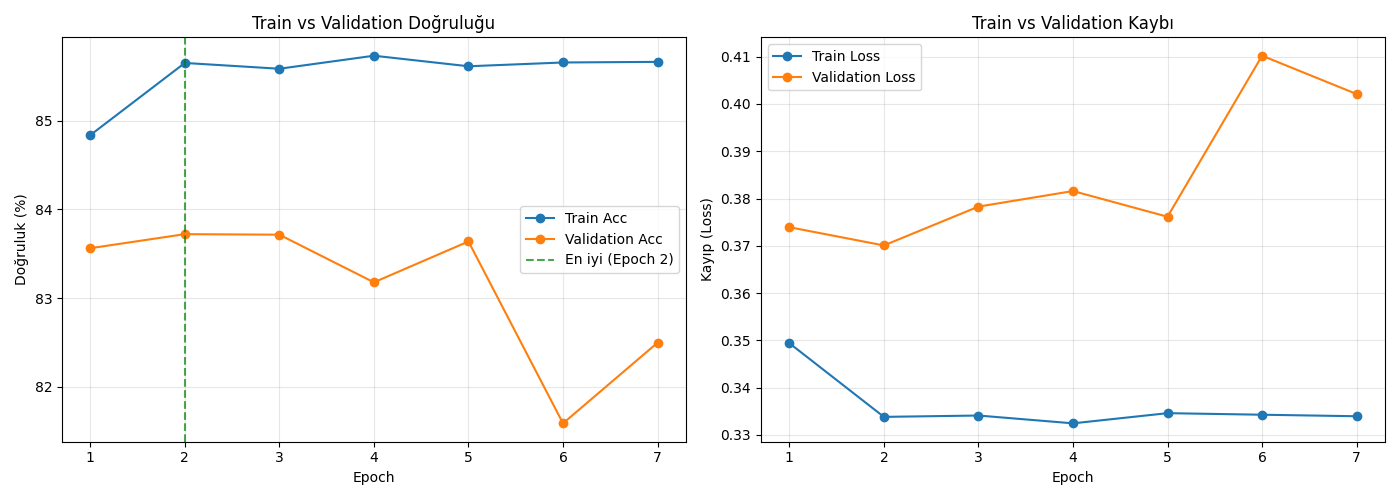 Train vs Validation Doğruluğu
Doğruluk (%)
85
84
83
82
Train Acc
Validation Acc
En iyi (Epoch 2)
1 2 3 4 5 6 7
Epoch
Train vs Validation Kaybı
Kayıp (Loss)
0.41
0.40
0.39
0.38
0.37
0.36
0.35
0.34
0.33
Train Loss
Validation Loss
1 2 3 4 5 6 7
Epoch